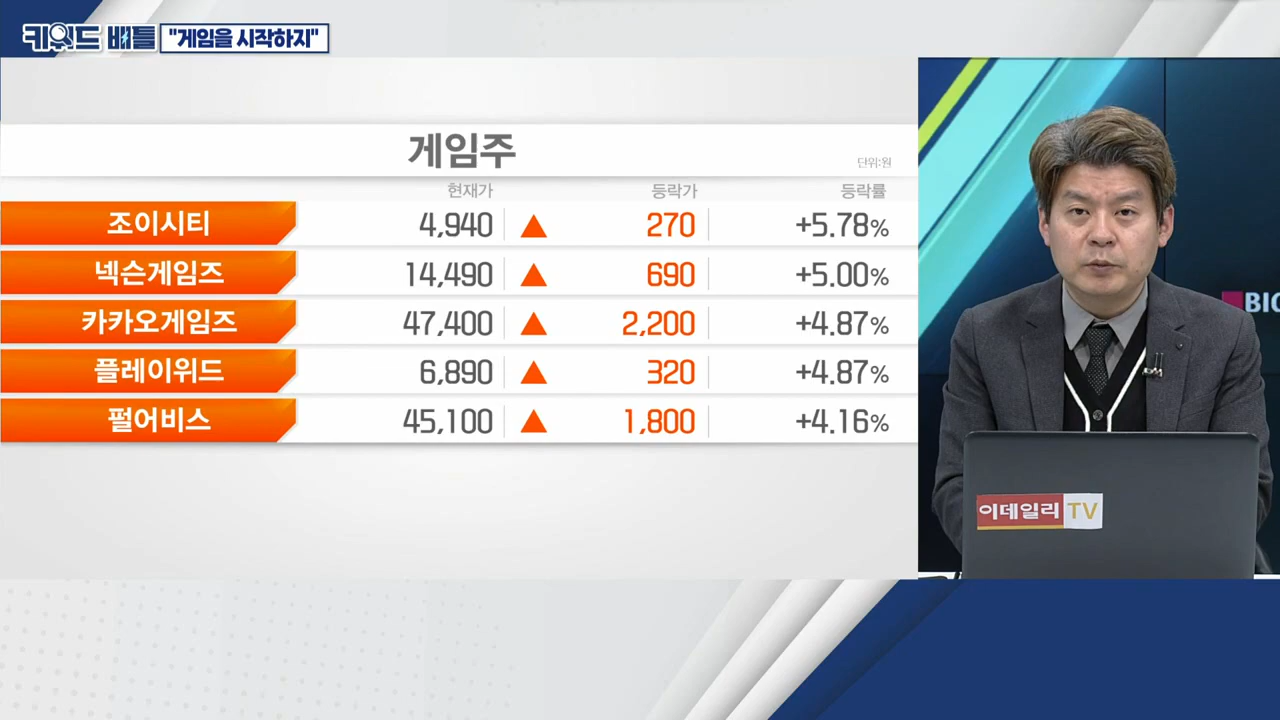 키워드 배틀 "게임을 시작하지"
게임주
단위:원
현재가 등락가 등락률
조이시티 4,940 ▲ 270 +5.78%
넥슨게임즈 14,490 ▲ 690 +5.00%
카카오게임즈 47,400 ▲ 2,200 +4.87%
플레이위드 6,890 ▲ 320 +4.87%
펄어비스 45,100 ▲ 1,800 +4.16%
BIO
이데일리 TV